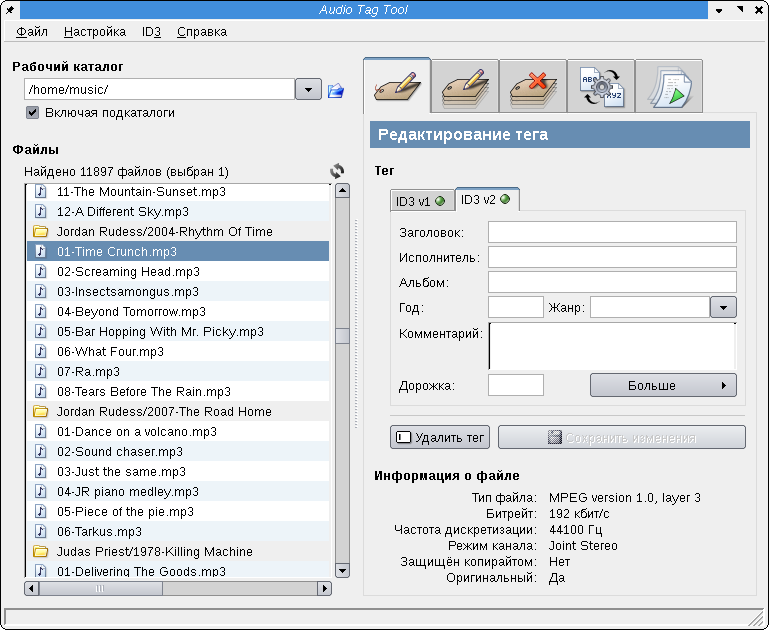 Audio Tag Tool
Файл Настройка ID3 Справка
Рабочий каталог
/home/music/
Включая подкаталоги
Файлы
Найдено 11897 файлов (выбран 1)
11-The Mountain-Sunset.mp3
12-A Different Sky.mp3
Jordan Rudess/2004-Rhythm Of Time
01-Time Crunch.mp3
02-Screaming Head.mp3
03-Insectsamongus.mp3
04-Beyond Tomorrow.mp3
05-Bar Hopping With Mr. Picky.mp3
06-What Four.mp3
07-Ra.mp3
08-Tears Before The Rain.mp3
Jordan Rudess/2007-The Road Home
01-Dance on a volcano.mp3
02-Sound chaser.mp3
03-Just the same.mp3
04-JR piano medley.mp3
05-Piece of the pie.mp3
06-Tarkus.mp3
Judas Priest/1978-Killing Machine
01-Delivering The Goods.mp3
ABC
XYZ
Редактирование тега
Тег
ID3 v1 ID3 v2
Заголовок:
Исполнитель:
Альбом:
Год: Жанр:
Комментарий:
Дорожка: Больше
Удалить тег Сохранить изменения
Информация о файле
Тип файла: MPEG version 1.0, layer 3
Битрейт: 192 кбит/с
Частота дискретизации: 44100 Гц
Режим канала: Joint Stereo
Защищён копирайтом: Нет
Оригинальный: Да